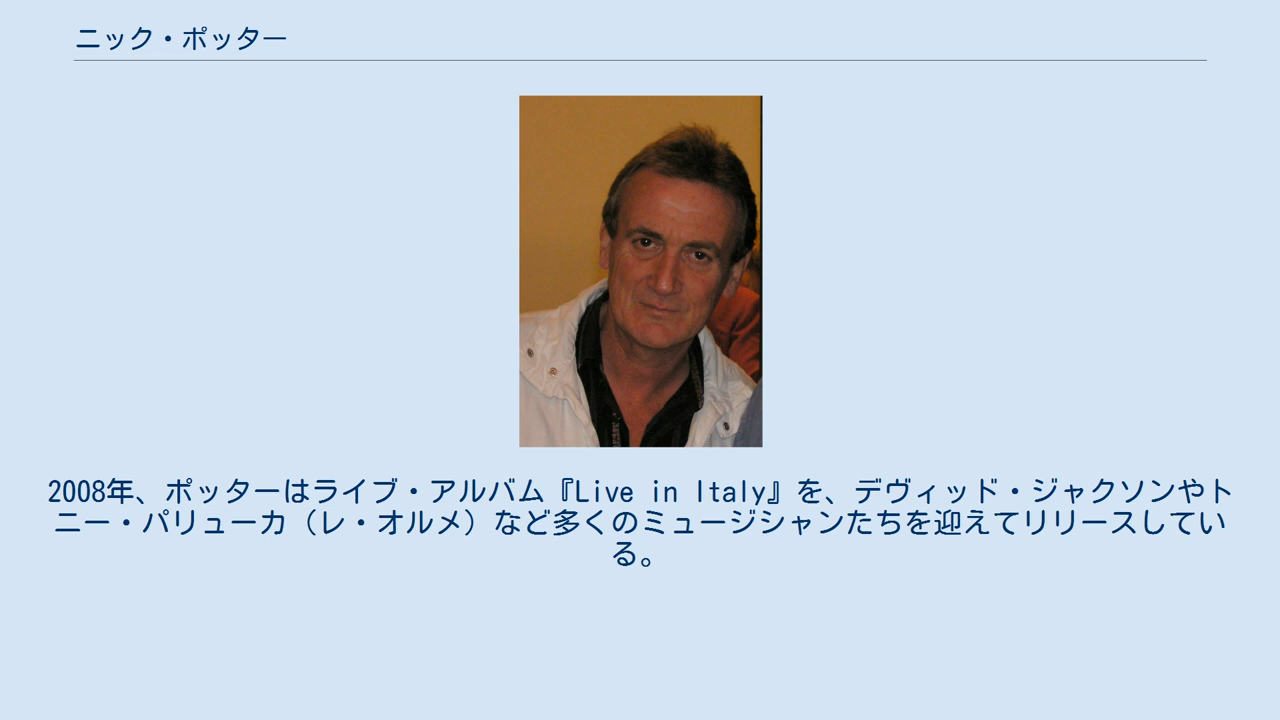 ニック・ポッター
2008年、ポッターはライブ・アルバム『Live in Italy』を、デヴィッド・ジャクソンやト
ニー・パリューカ（レ・オルメ）など多くのミュージシャンたちを迎えてリリースしてい
る。